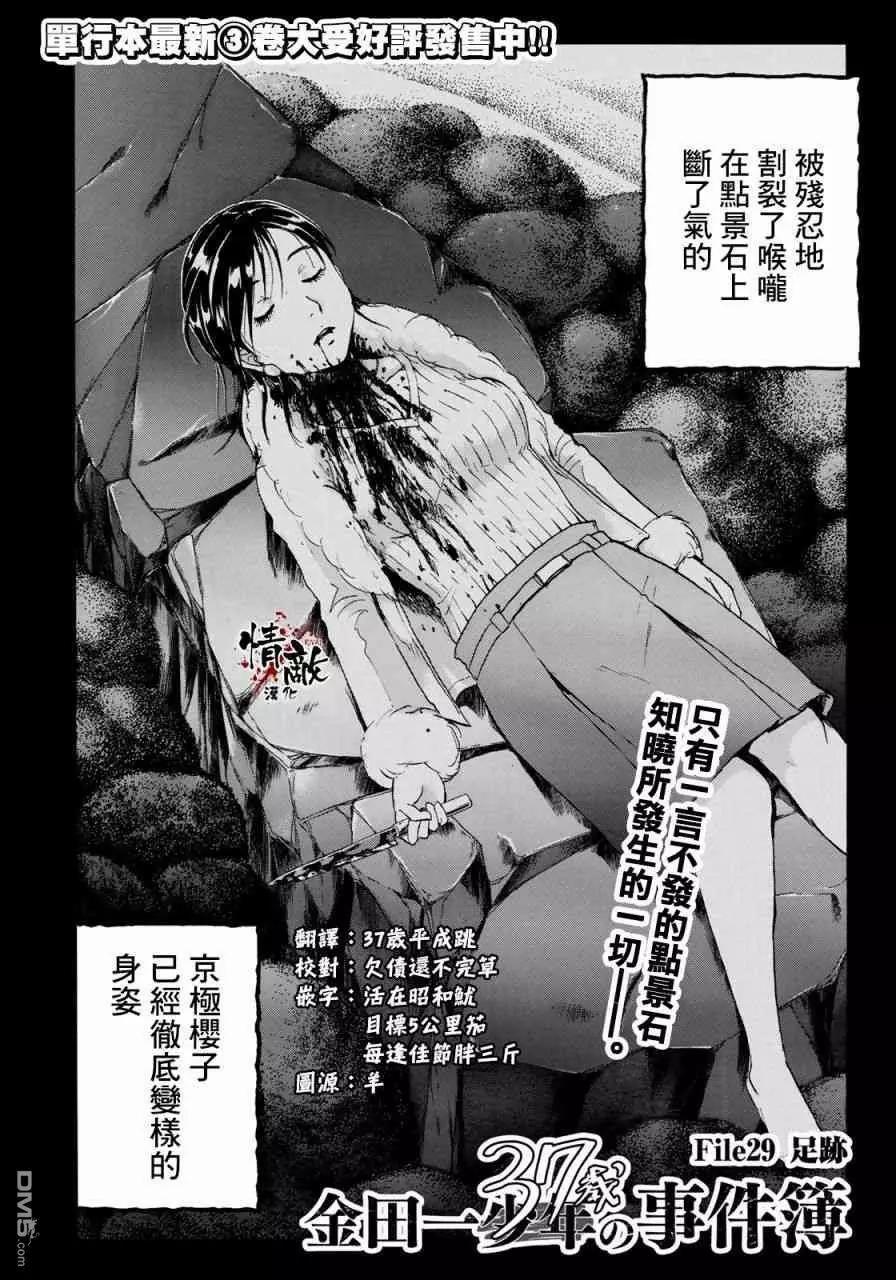 單行本最新③卷大受好評發售中!!
被殘忍地
割裂了喉嚨
在點景石上
斷了氣的
情敵
RIVAL
漢化
只有一言不發的點景石
知曉所發生的一切——。
京極櫻子
已經徹底變樣的
身姿
翻譯：37歲平成跳
校對：欠債還不完草
嵌字：活在昭和魷
目標5公里茄
每逢佳節胖三斤
圖源：羊
File29 足跡
金田一37歲の事件簿
DM5